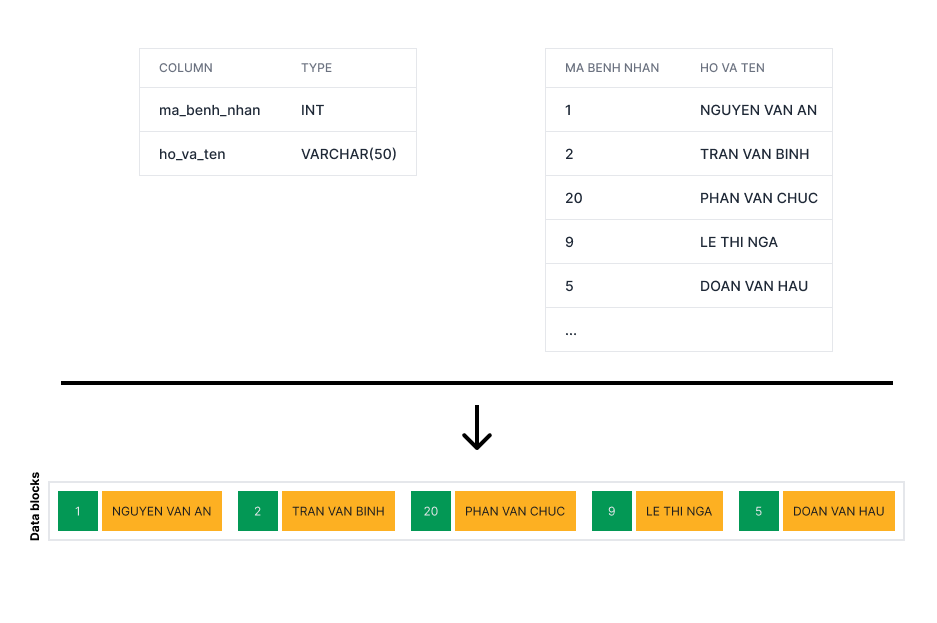 COLUMN TYPE
ma_benh_nhan INT
ho_va_ten VARCHAR(50)
MA BENH NHAN HO VA TEN
1 NGUYEN VAN AN
2 TRAN VAN BINH
20 PHAN VAN CHUC
9 LE THI NGA
5 DOAN VAN HAU
...
Data blocks
1 NGUYEN VAN AN 2 TRAN VAN BINH 20 PHAN VAN CHUC 9 LE THI NGA 5 DOAN VAN HAU